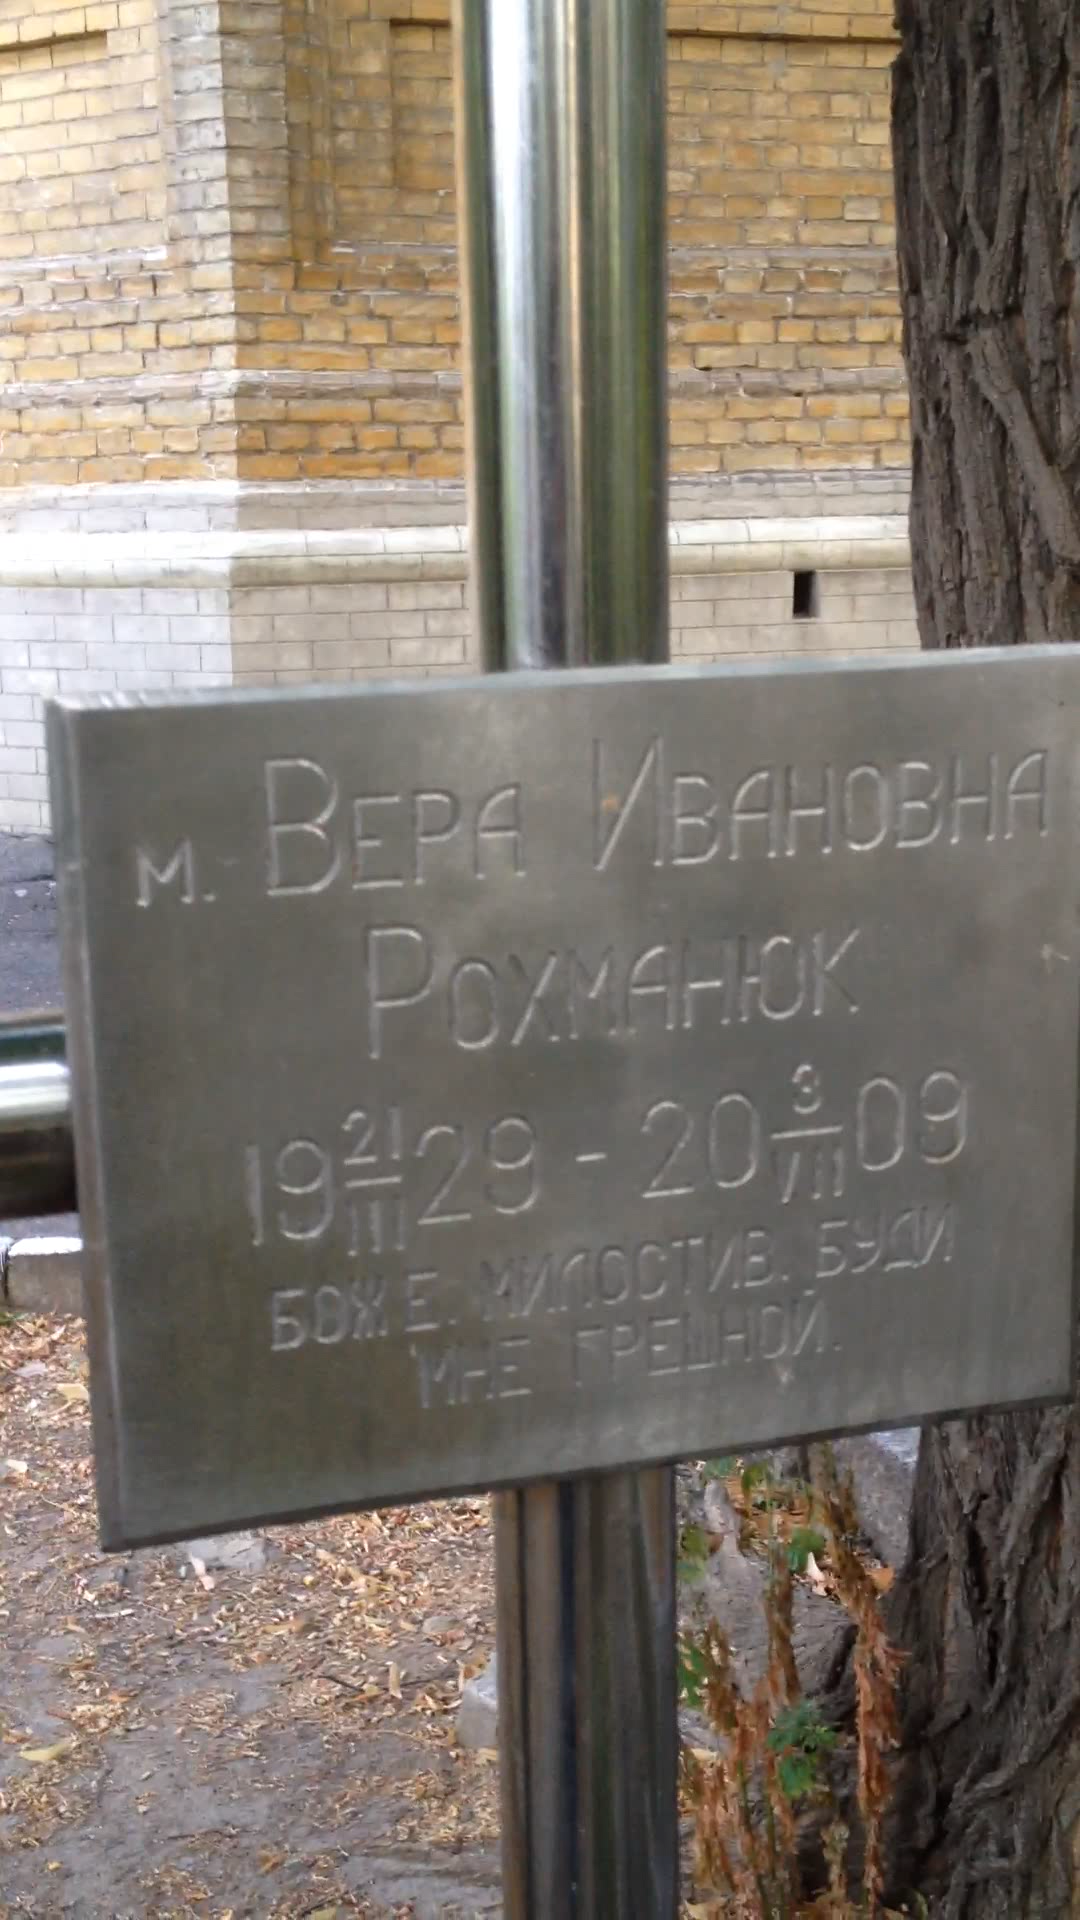 м. Вера Ивановна
Рохманюк
19 21/III 29 - 20 3/VII 09
Боже. милостив. буди
мне грешной.